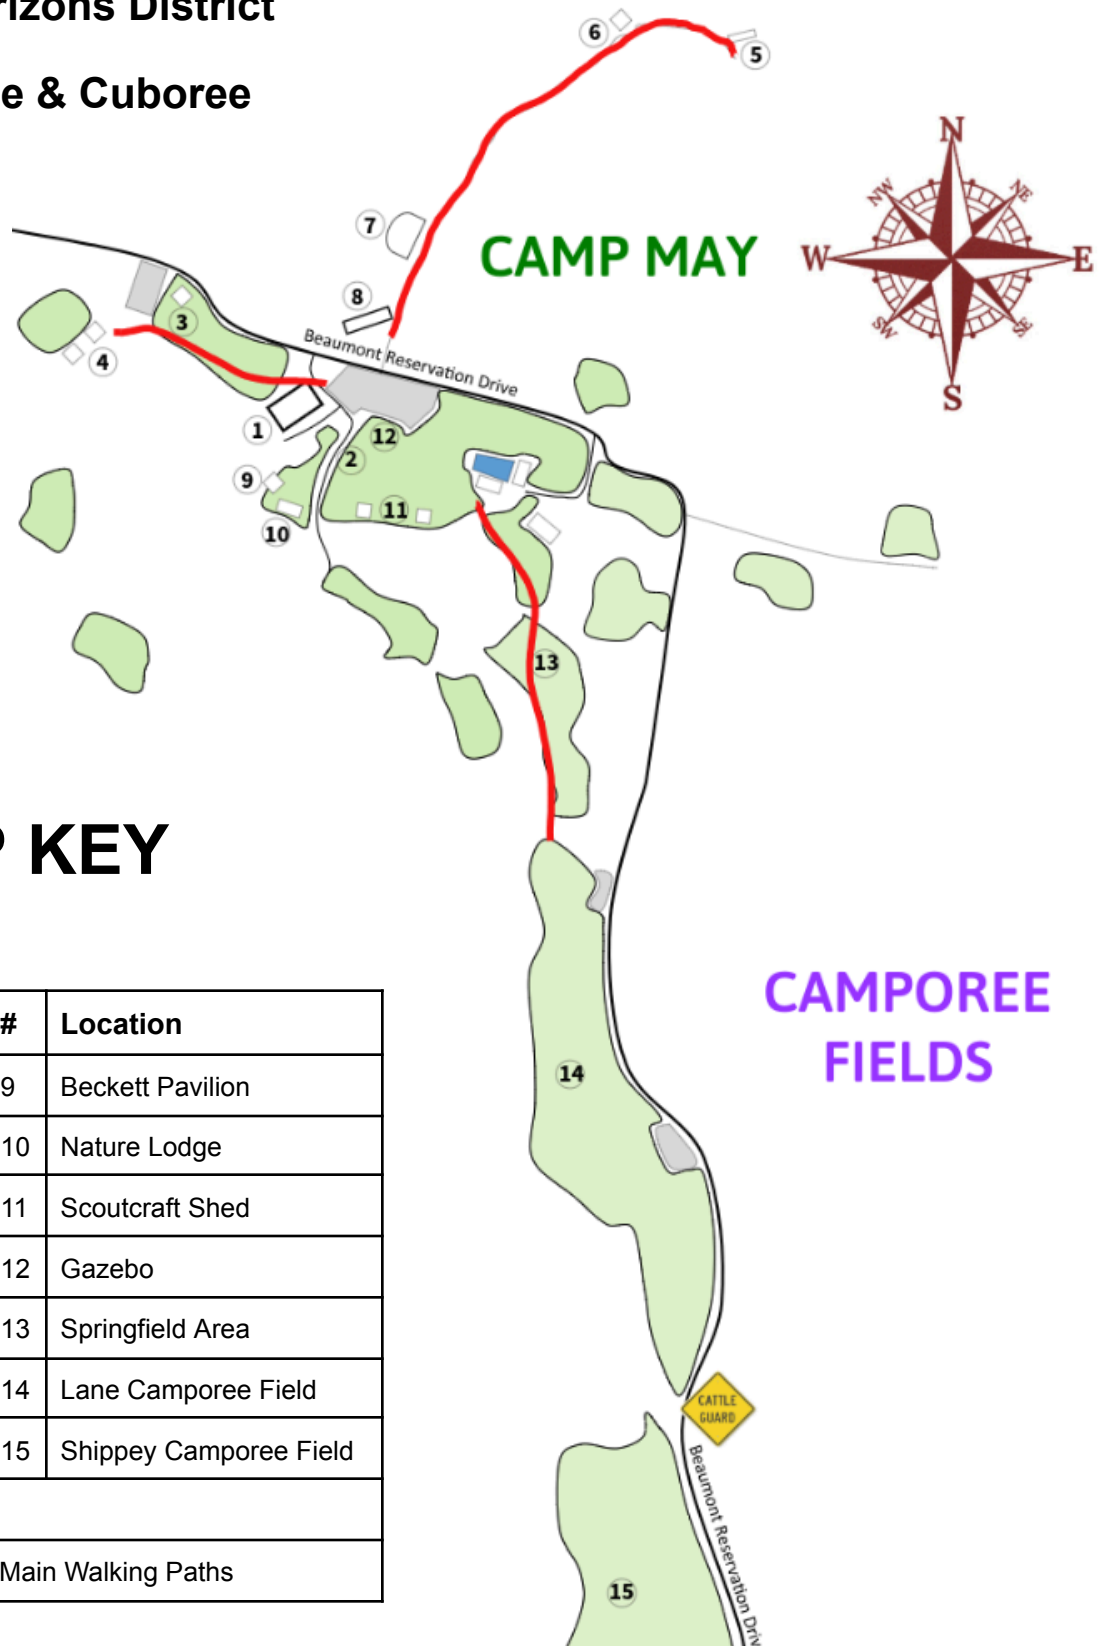 rizons District
e & Cuboree
6
5
N
NW
NE
W
E
SW
SE
S
7
CAMP MAY
8
3
4
Beaumont Reservation Drive
1
12
2
9
11
10
13
KEY
CAMPOREE
FIELDS
14
# Location
9 Beckett Pavilion
10 Nature Lodge
11 Scoutcraft Shed
12 Gazebo
13 Springfield Area
14 Lane Camporee Field
15 Shippey Camporee Field
Main Walking Paths
CATTLE
GUARD
Beaumont Reservation Driv
15